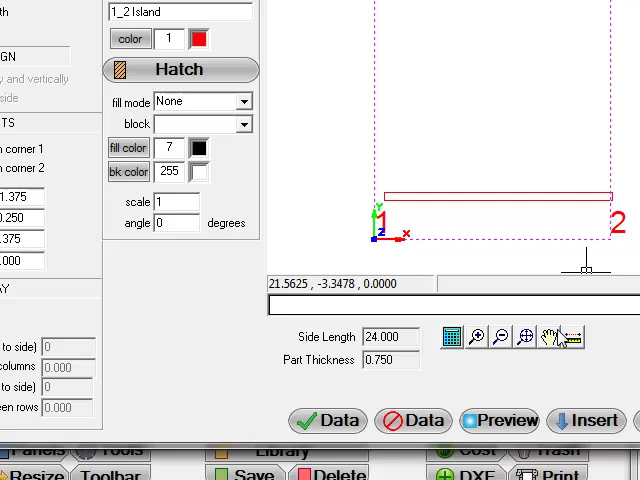 th
1_2 Island
color 1
Hatch
GN
y and vertically
side
fill mode None
block
TS
n corner 1
n corner 2
fill color 7
bk color 255
1.375
0.250
.375
.000
scale 1
angle 0 degrees
1 2
Y
Z X
21.5625 , -3.3478 , 0.0000
AY
Side Length 24.000
Part Thickness 0.750
to side) 0
columns 0.000
to side) 0
een rows 0.000
Data Data Preview Insert
Panels Tools Library Cost Trash
Resize Toolbar Save Delete DXF Print